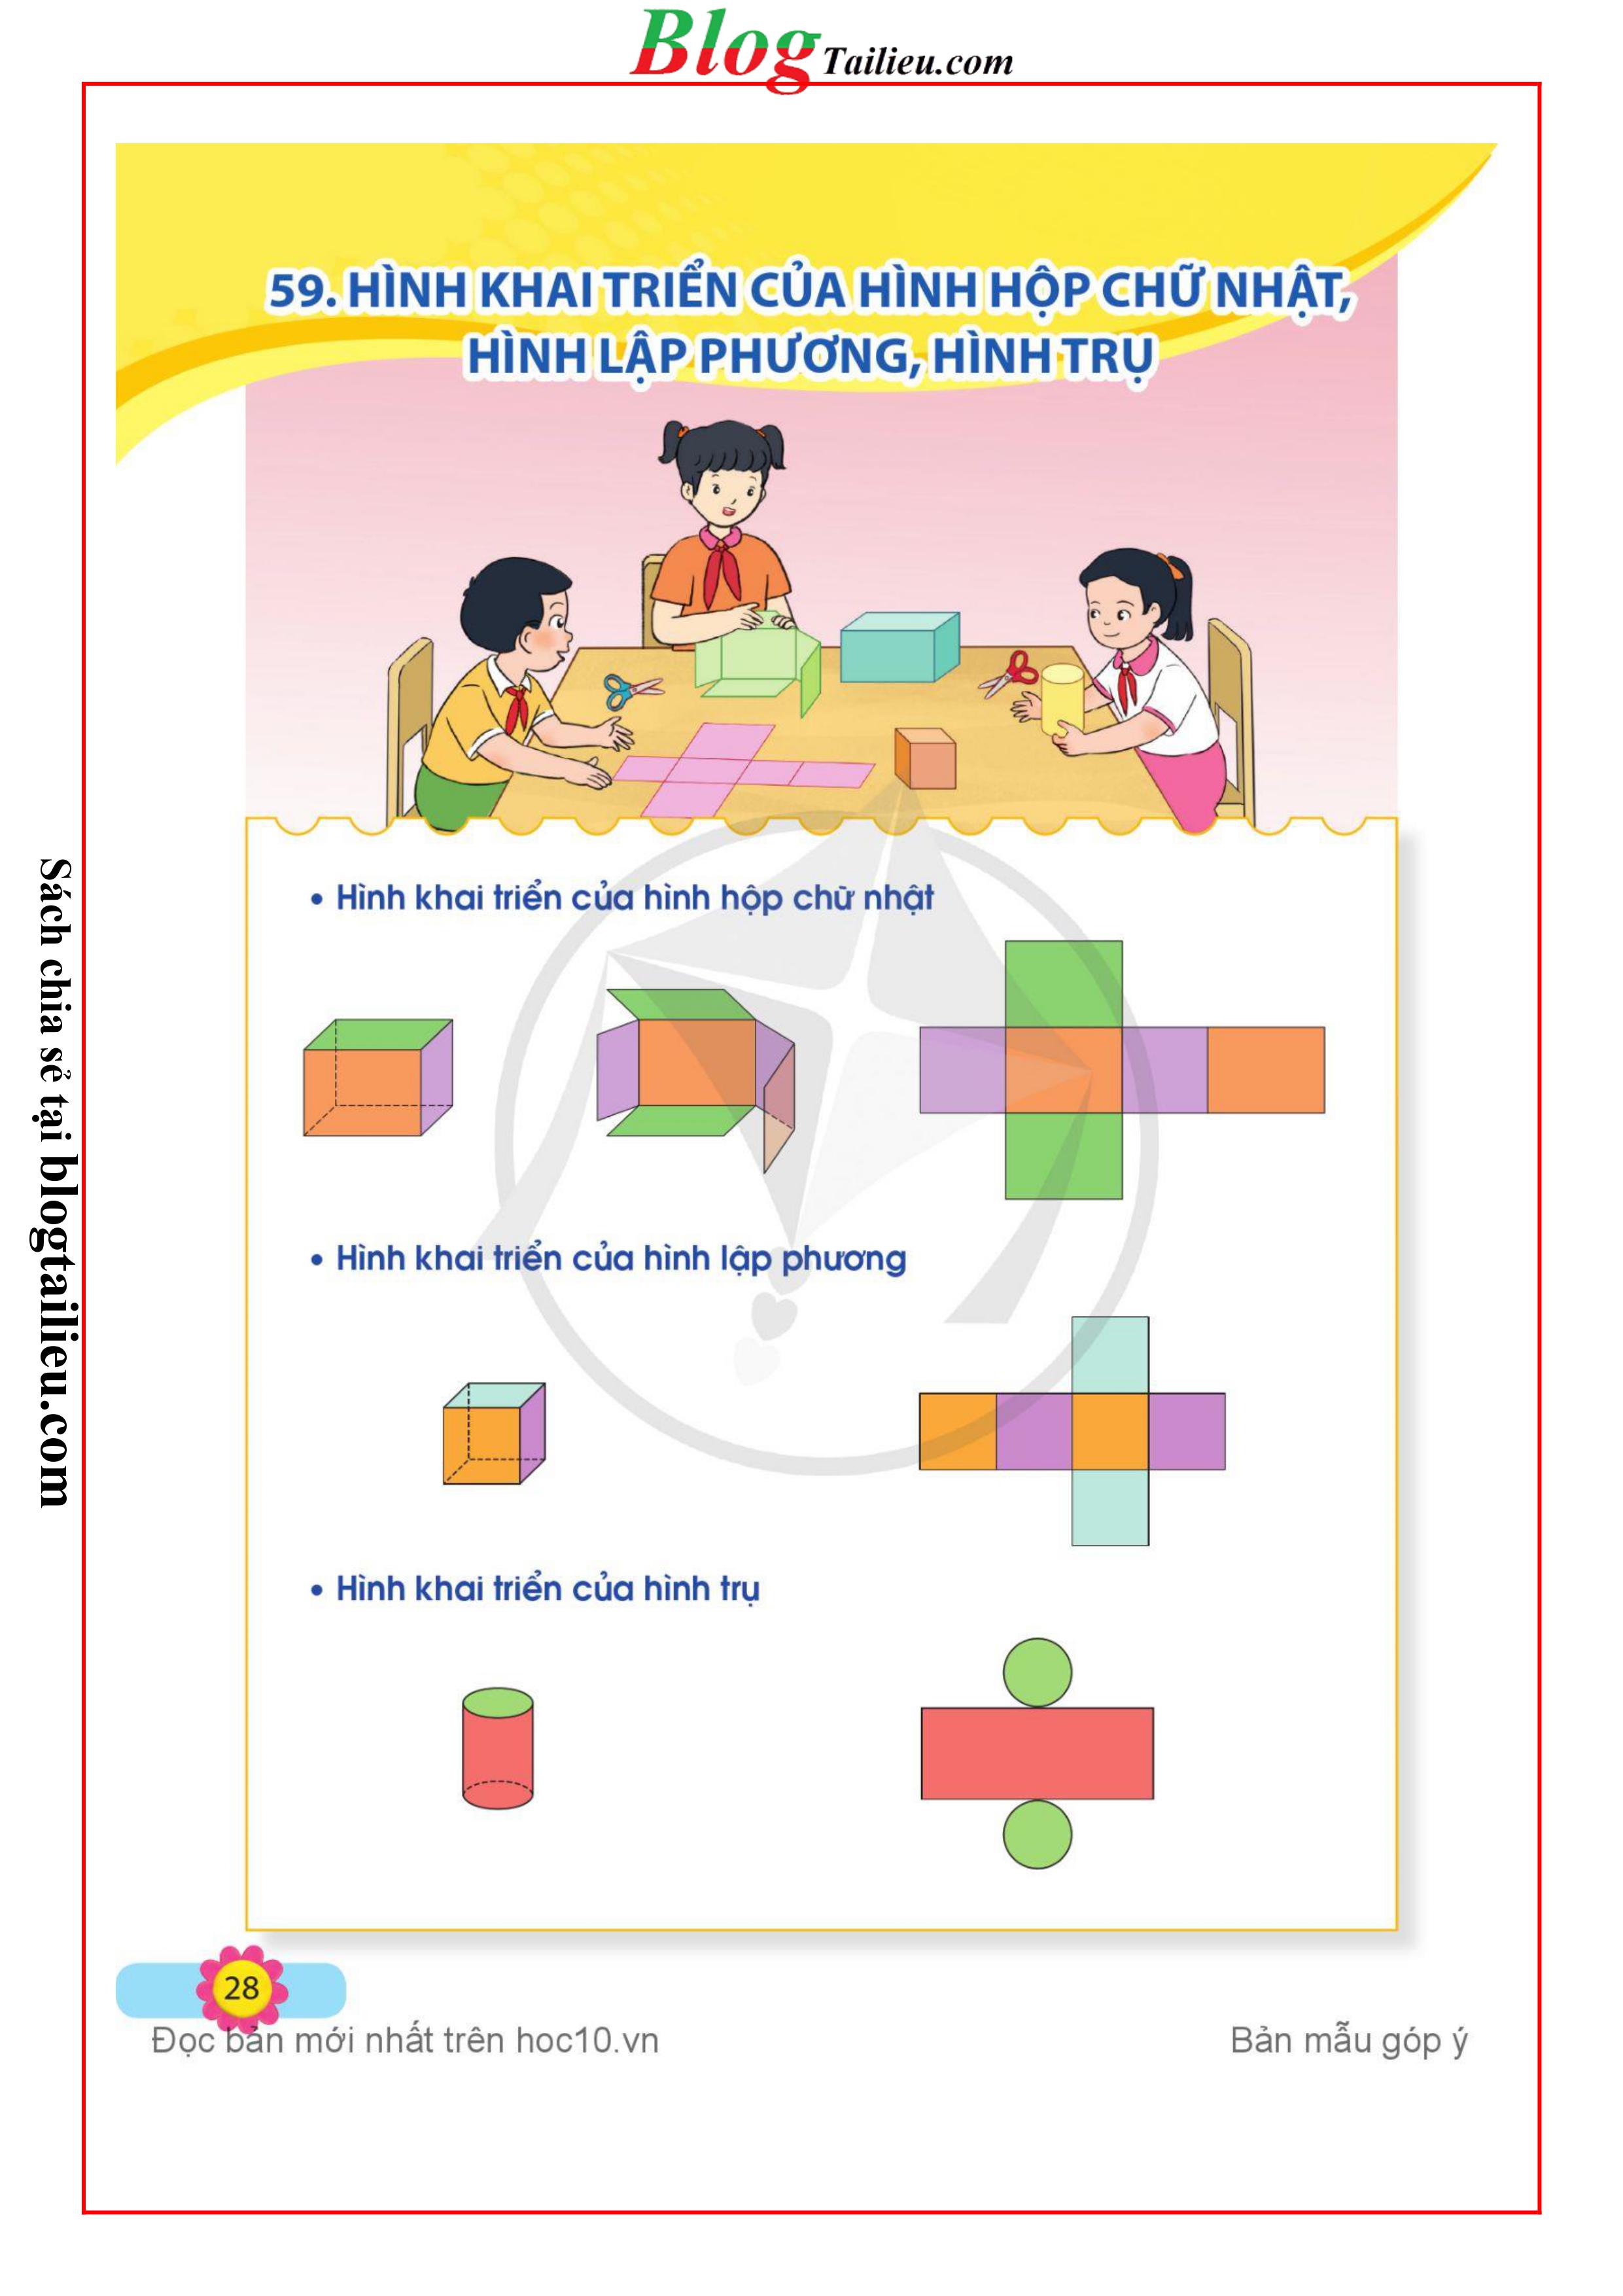 Blog Tailieu.com
59. HÌNH KHAI TRIỂN CỦA HÌNH HỘP CHỮ NHẬT,
HÌNH LẬP PHƯƠNG, HÌNH TRỤ
• Hình khai triển của hình hộp chữ nhật
• Hình khai triển của hình lập phương
• Hình khai triển của hình trụ
Sách chia sẻ tại blogtailieu.com
28
Đọc bản mới nhất trên hoc10.vn
Bản mẫu góp ý